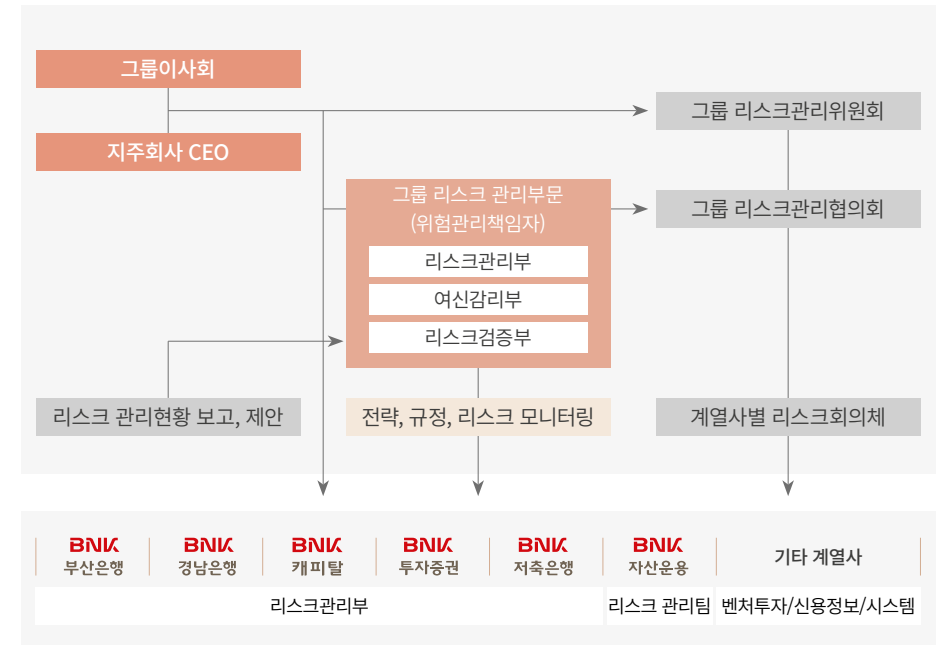 그룹이사회
지주회사 CEO
그룹 리스크관리위원회
그룹 리스크 관리부문
(위험관리책임자)
리스크관리부
여신감리부
리스크검증부
그룹 리스크관리협의회
리스크 관리현황 보고, 제안
전략, 규정, 리스크 모니터링
계열사별 리스크회의체
BNK 부산은행
BNK 경남은행
BNK 캐피탈
BNK 투자증권
BNK 저축은행
BNK 자산운용
기타 계열사
리스크관리부
리스크 관리팀
벤처투자/신용정보/시스템